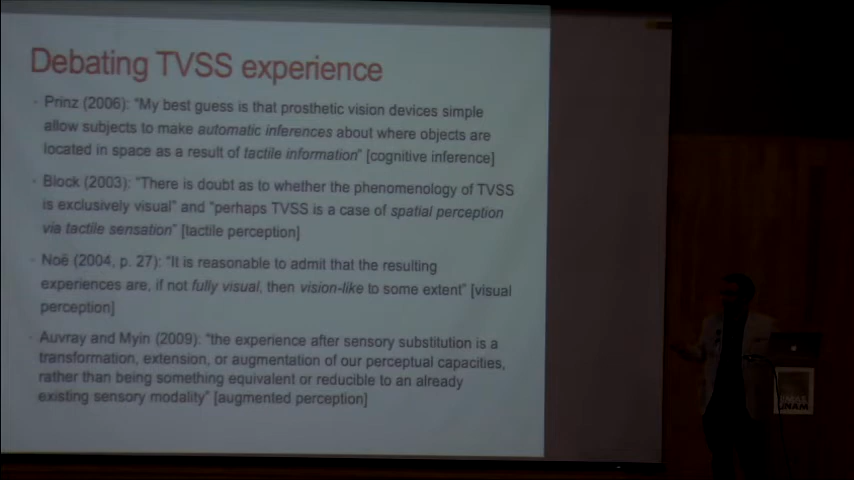 Debating TVSS experience
- Prinz (2006): "My best guess is that prosthetic vision devices simple
allow subjects to make automatic inferences about where objects are
located in space as a result of tactile information" [cognitive inference]
- Block (2003): "There is doubt as to whether the phenomenology of TVSS
is exclusively visual" and "perhaps TVSS is a case of spatial perception
via tactile sensation" [tactile perception]
- Noë (2004, p. 27): "It is reasonable to admit that the resulting
experiences are, if not fully visual, then vision-like to some extent" [visual
perception]
- Auvray and Myin (2009): "the experience after sensory substitution is a
transformation, extension, or augmentation of our perceptual capacities,
rather than being something equivalent or reducible to an already
existing sensory modality" [augmented perception]
UNAM